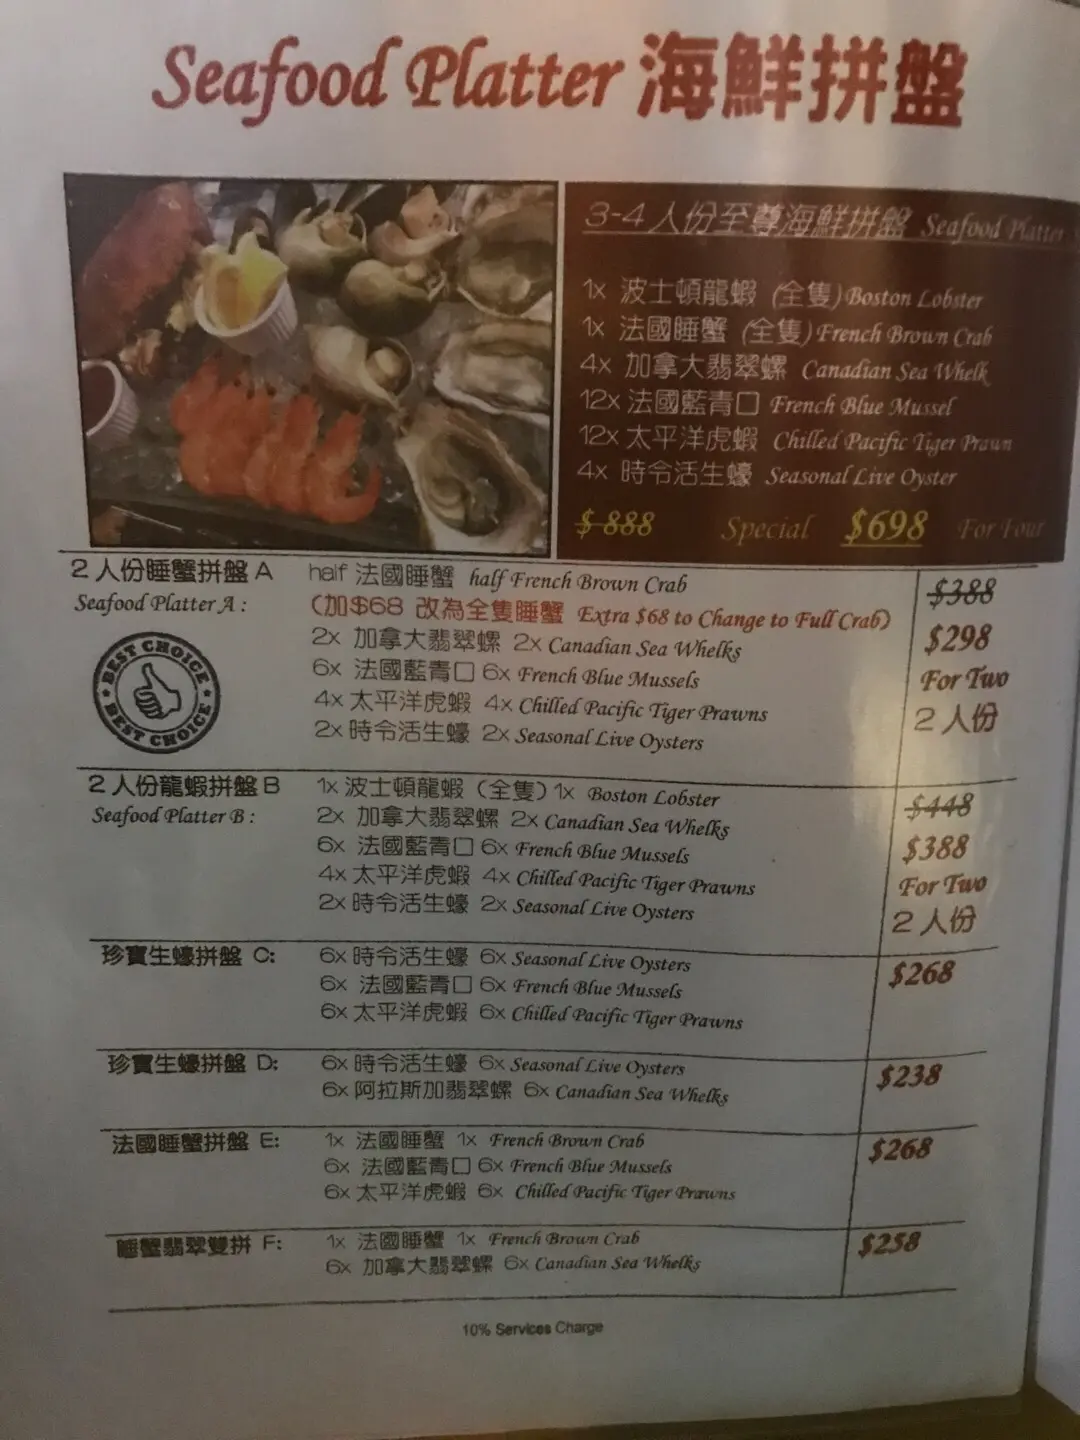 Seafood Platter 海鮮拼盤
3-4 人份至尊海鮮拼盤 Seafood Platter
1x 波士頓龍蝦 (全隻) Boston Lobster
1x 法國睡蟹 (全隻) French Brown Crab
4x 加拿大翡翠螺 Canadian Sea Whelk
12x 法國藍青口 French Blue Mussel
12x 太平洋虎蝦 Chilled Pacific Tiger Prawn
4x 時令活生蠔 Seasonal Live Oyster
$ 888 Special $698 For Four
2 人份睡蟹拼盤 A
Seafood Platter A :
BEST CHOICE
BEST CHOICE
half 法國睡蟹 half French Brown Crab
(加$68 改為全隻睡蟹 Extra $68 to Change to Full Crab)
2x 加拿大翡翠螺 2x Canadian Sea Whelks
6x 法國藍青口 6x French Blue Mussels
4x 太平洋虎蝦 4x Chilled Pacific Tiger Prawns
2x 時令活生蠔 2x Seasonal Live Oysters
$388
$298
For Two
2 人份
2 人份龍蝦拼盤 B
Seafood Platter B :
1x 波士頓龍蝦 (全隻) 1x Boston Lobster
2x 加拿大翡翠螺 2x Canadian Sea Whelks
6x 法國藍青口 6x French Blue Mussels
4x 太平洋虎蝦 4x Chilled Pacific Tiger Prawns
2x 時令活生蠔 2x Seasonal Live Oysters
$448
$388
For Two
2 人份
珍寶生蠔拼盤 C:
6x 時令活生蠔 6x Seasonal Live Oysters
6x 法國藍青口 6x French Blue Mussels
6x 太平洋虎蝦 6x Chilled Pacific Tiger Prawns
$268
珍寶生蠔拼盤 D:
6x 時令活生蠔 6x Seasonal Live Oysters
6x 阿拉斯加翡翠螺 6x Canadian Sea Whelks
$238
法國睡蟹拼盤 E:
1x 法國睡蟹 1x French Brown Crab
6x 法國藍青口 6x French Blue Mussels
6x 太平洋虎蝦 6x Chilled Pacific Tiger Prawns
$268
睡蟹翡翠雙拼 F:
1x 法國睡蟹 1x French Brown Crab
6x 加拿大翡翠螺 6x Canadian Sea Whelks
$258
10% Services Charge